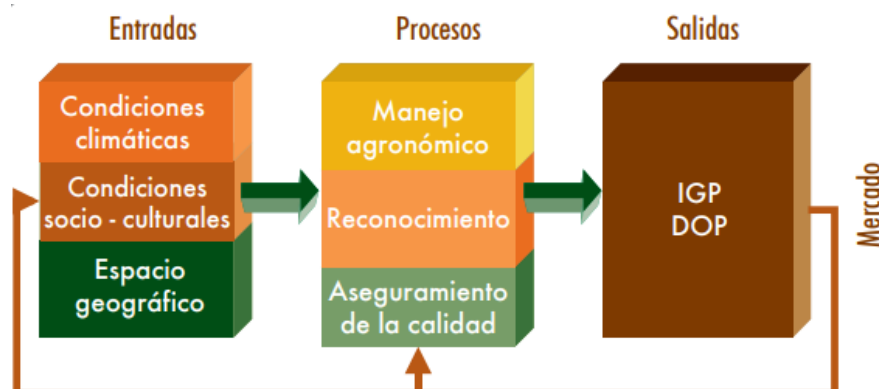 Entradas
Procesos
Salidas
Condiciones
climáticas
Condiciones
socio - culturales
Espacio
geográfico
Manejo
agronómico
Reconocimiento
Aseguramiento
de la calidad
IGP
DOP
Mercado